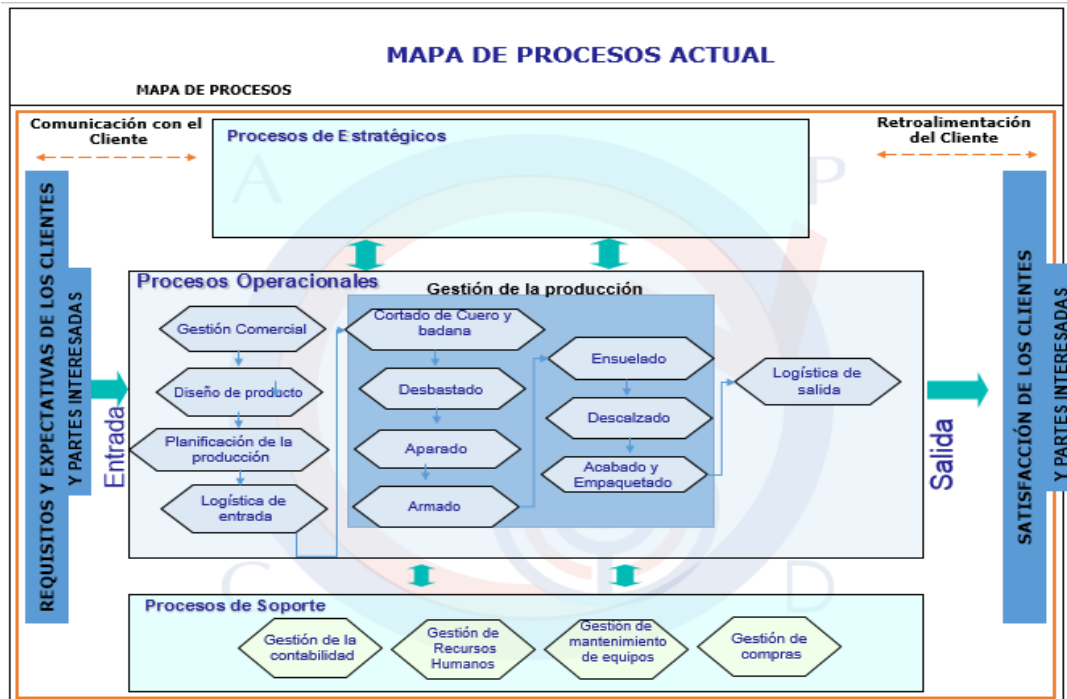 MAPA DE PROCESOS ACTUAL
MAPA DE PROCESOS
Comunicación con el
Cliente
Procesos de Estratégicos
Retroalimentación
del Cliente
A
P
REQUISITOS Y EXPECTATIVAS DE LOS CLIENTES
Y PARTES INTERESADAS
Entrada
Procesos Operacionales
Gestión Comercial
Diseño de producto
Planificación de la
producción
Logística de
entrada
Gestión de la producción
Cortado de Cuero y
badana
Desbastado
Aparado
Armado
Ensuelado
Descalzado
Acabado y
Empaquetado
Logística de
salida
Salida
SATISFACCIÓN DE LOS CLIENTES
Y PARTES INTERESADAS
C
D
Procesos de Soporte
Gestión de la
contabilidad
Gestión de
Recursos
Humanos
Gestión de
mantenimiento
de equipos
Gestión de
compras